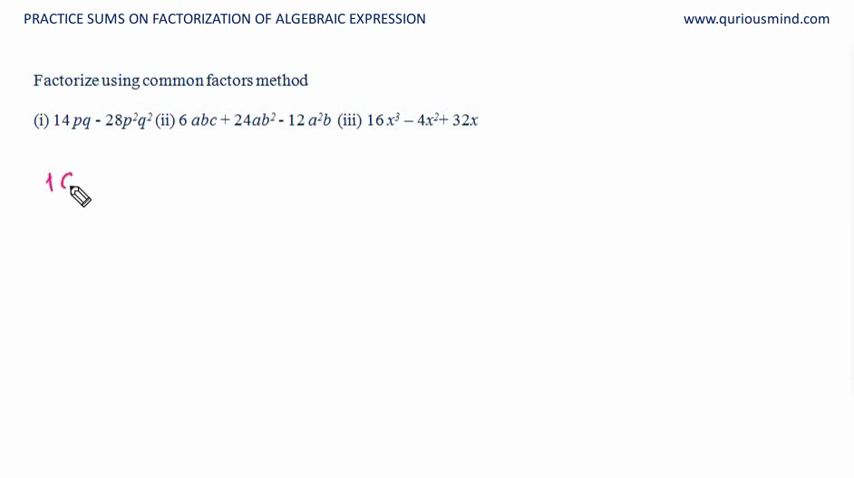 PRACTICE SUMS ON FACTORIZATION OF ALGEBRAIC EXPRESSION www.quriousmind.com
Factorize using common factors method
(i) 14 pq - 28p²q² (ii) 6 abc + 24ab² - 12 a²b (iii) 16 x³ – 4x² + 32x
1